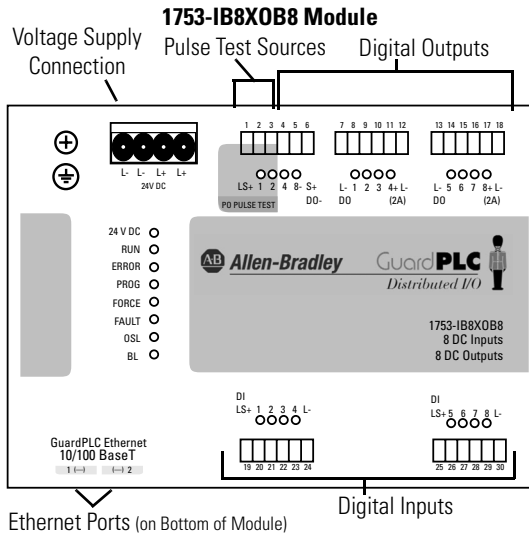 1753-IB8XOB8 Module
Voltage Supply Connection
Pulse Test Sources
Digital Outputs
1 2 3 4 5 6
7 8 9 10 11 12
13 14 15 16 17 18
L- L- L+ L+
24V DC
LS+ 1 2 4 8- S+
DO-
PO PULSE TEST
L- 1 2 3 4+ L-
DO (2A)
L- 5 6 7 8+ L-
DO (2A)
24 V DC
RUN
ERROR
PROG
FORCE
FAULT
OSL
BL
AB Allen-Bradley
GuardPLC
Distributed I/O
1753-IB8XOB8
8 DC Inputs
8 DC Outputs
DI
LS+ 1 2 3 4 L-
DI
LS+ 5 6 7 8 L-
GuardPLC Ethernet
10/100 BaseT
1 (---) (---) 2
19 20 21 22 23 24
25 26 27 28 29 30
Digital Inputs
Ethernet Ports (on Bottom of Module)